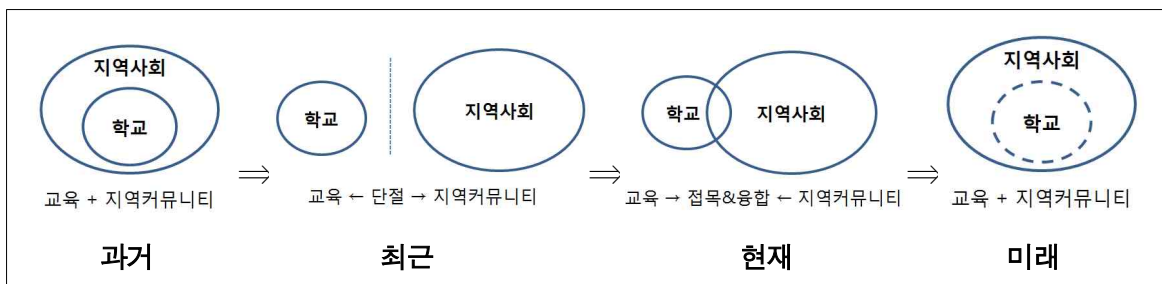 지역사회
학교
교육 + 지역커뮤니티
과거
⇒
학교
지역사회
교육 ← 단절 → 지역커뮤니티
최근
⇒
학교
지역사회
교육 → 접목&융합 ← 지역커뮤니티
현재
⇒
지역사회
학교
교육 + 지역커뮤니티
미래